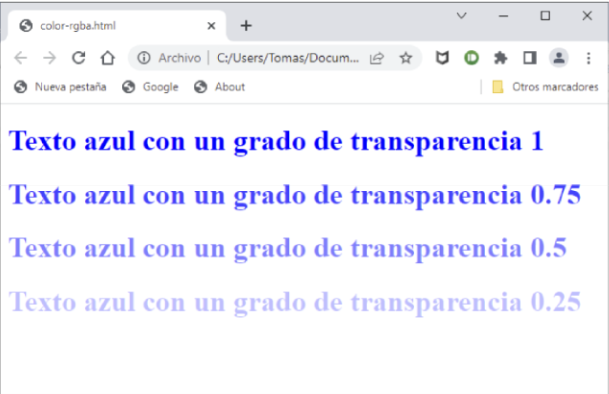 color-rgba.html
Archivo | C:/Users/Tomas/Docum...
Nueva pestaña Google About Otros marcadores
Texto azul con un grado de transparencia 1
Texto azul con un grado de transparencia 0.75
Texto azul con un grado de transparencia 0.5
Texto azul con un grado de transparencia 0.25